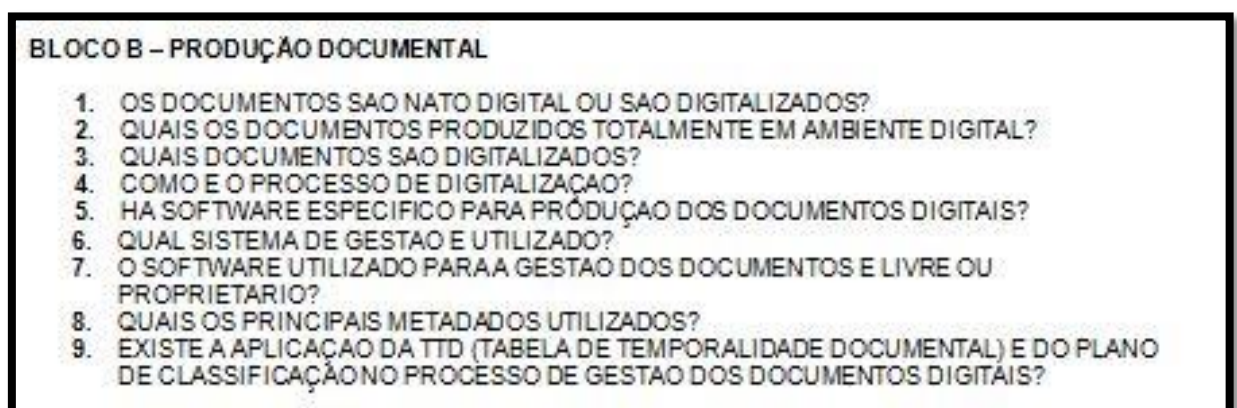 BLOCO B – PRODUÇÃO DOCUMENTAL
1. OS DOCUMENTOS SAO NATO DIGITAL OU SAO DIGITALIZADOS?
2. QUAIS OS DOCUMENTOS PRODUZIDOS TOTALMENTE EM AMBIENTE DIGITAL?
3. QUAIS DOCUMENTOS SAO DIGITALIZADOS?
4. COMO E O PROCESSO DE DIGITALIZAÇAO?
5. HA SOFTWARE ESPECIFICO PARA PRODUÇAO DOS DOCUMENTOS DIGITAIS?
6. QUAL SISTEMA DE GESTAO E UTILIZADO?
7. O SOFTWARE UTILIZADO PARA A GESTAO DOS DOCUMENTOS E LIVRE OU
PROPRIETARIO?
8. QUAIS OS PRINCIPAIS METADADOS UTILIZADOS?
9. EXISTE A APLICAÇAO DA TTD (TABELA DE TEMPORALIDADE DOCUMENTAL) E DO PLANO
DE CLASSIFICAÇAO NO PROCESSO DE GESTAO DOS DOCUMENTOS DIGITAIS?